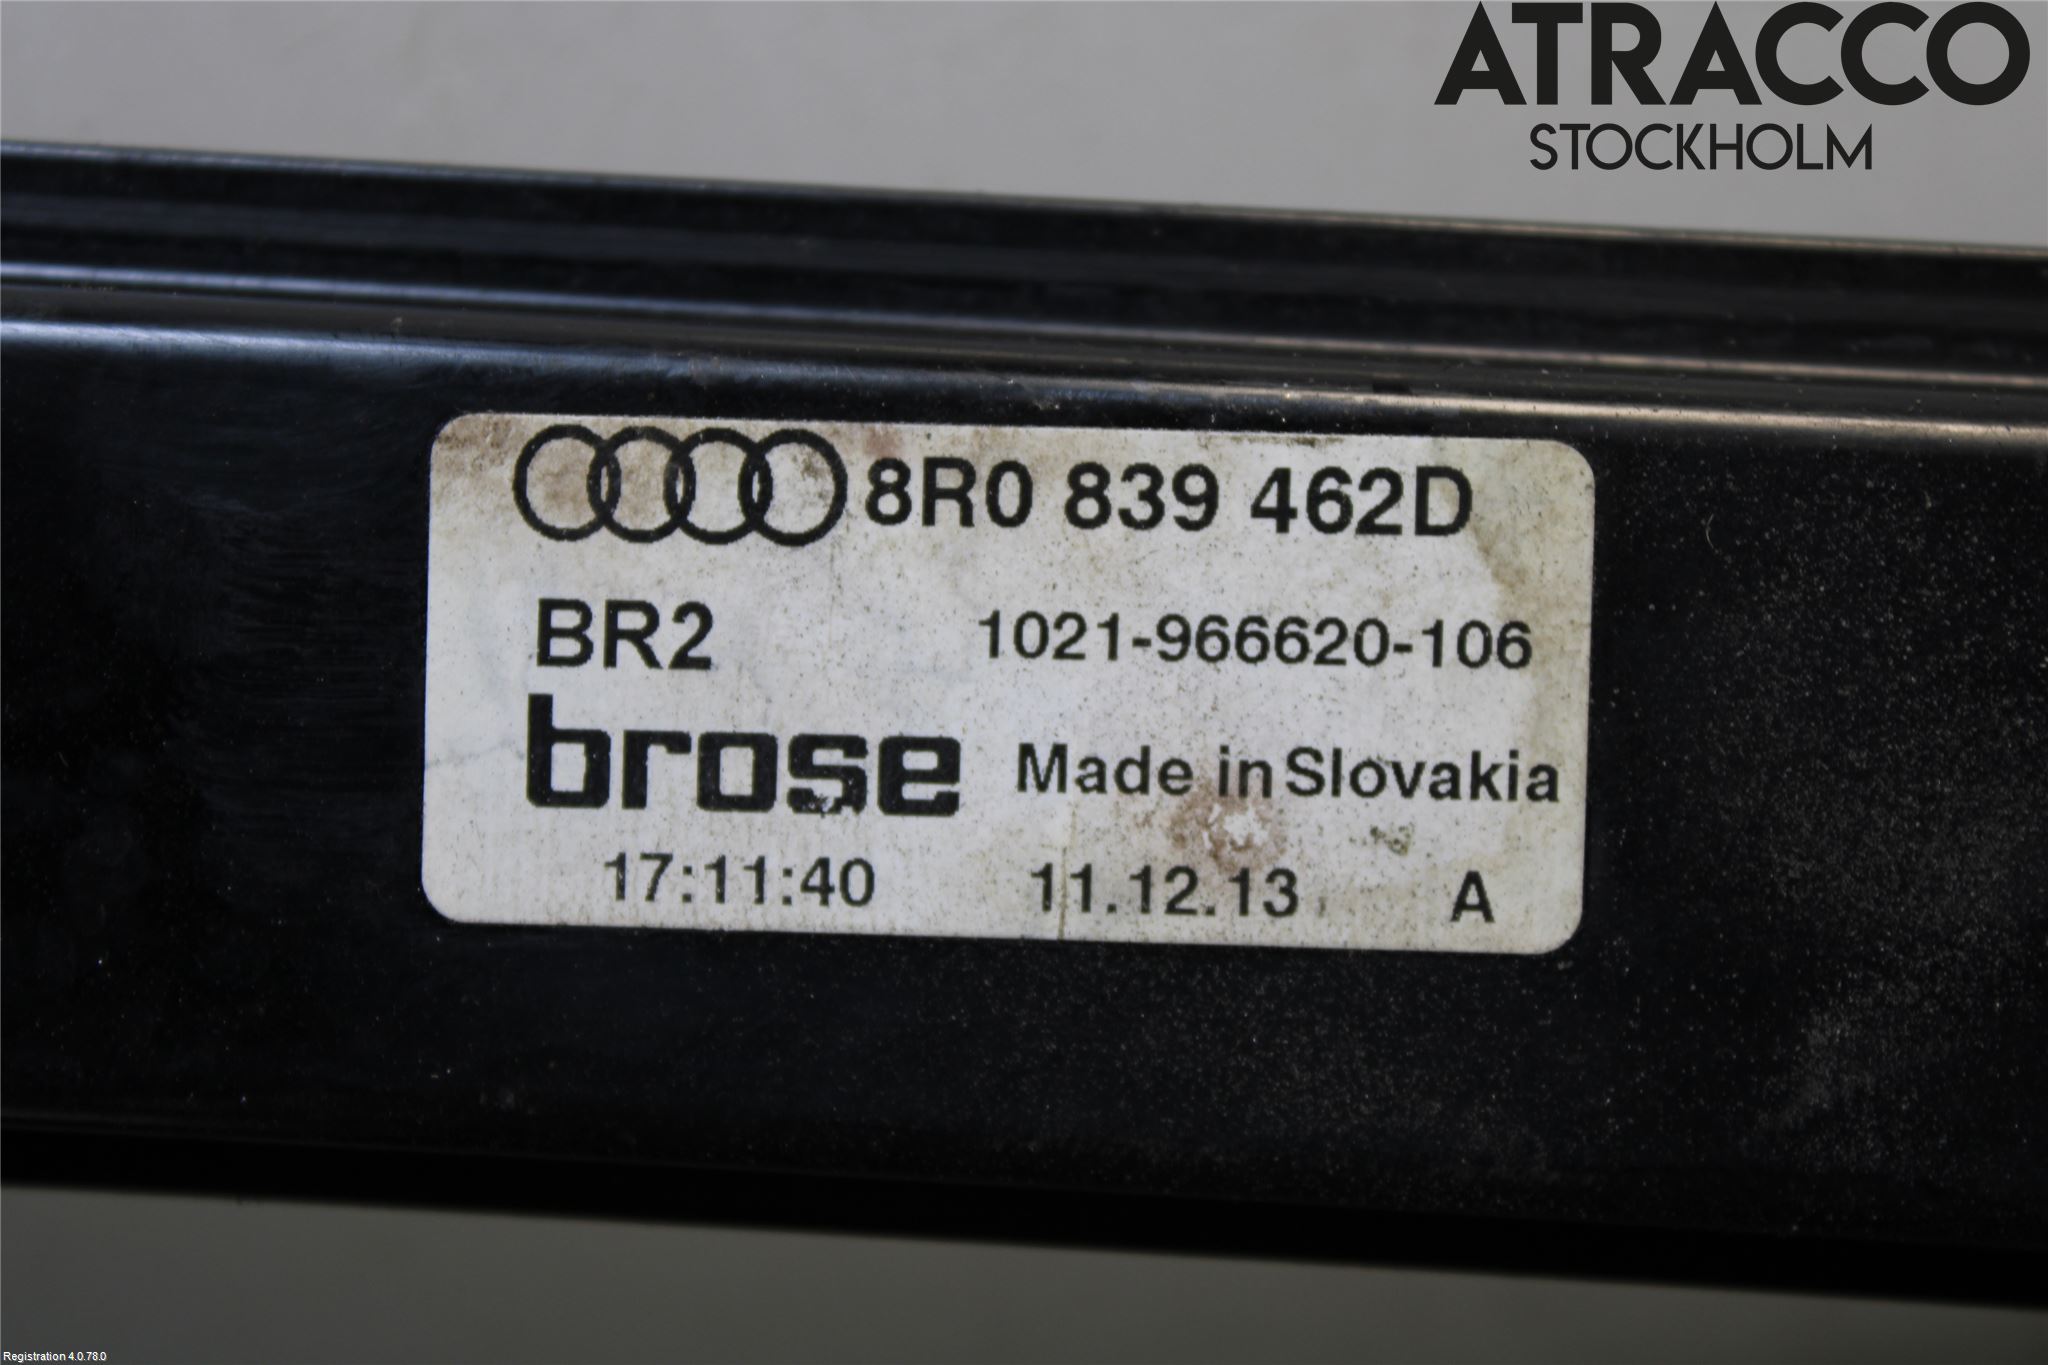 ATRACCO
STOCKHOLM
8R0 839 462D
BR2 1021-966620-106
brose Made in Slovakia
17:11:40 11.12.13 A
Registration 4.0.78.0